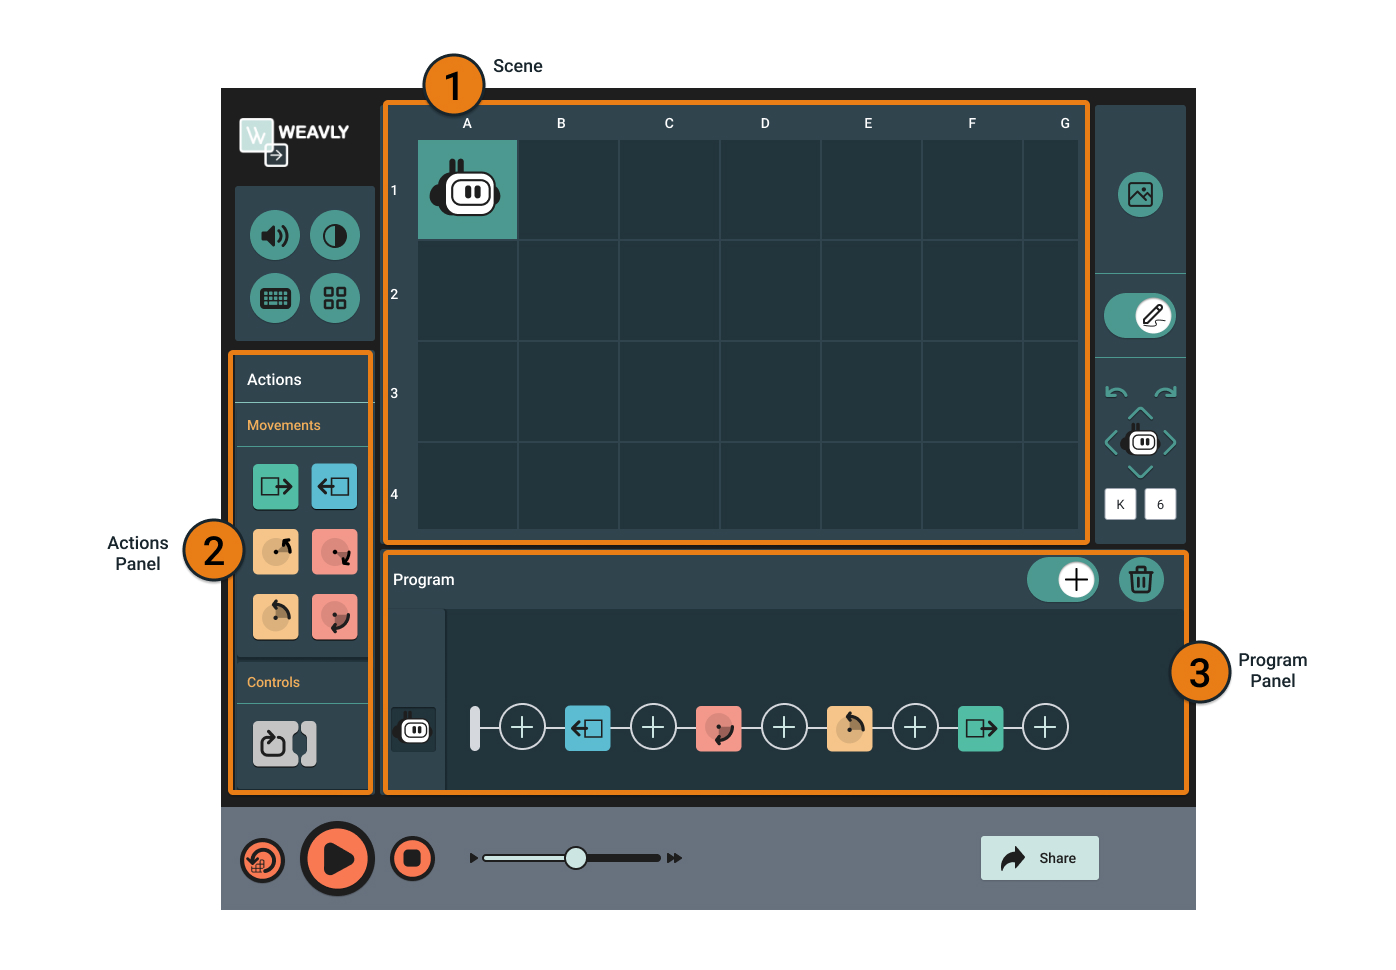 1
Scene
W
WEAVLY
A B C D E F G
1
2
3
4
Actions
Movements
2
Actions
Panel
Controls
K 6
Program
3
Program
Panel
Share